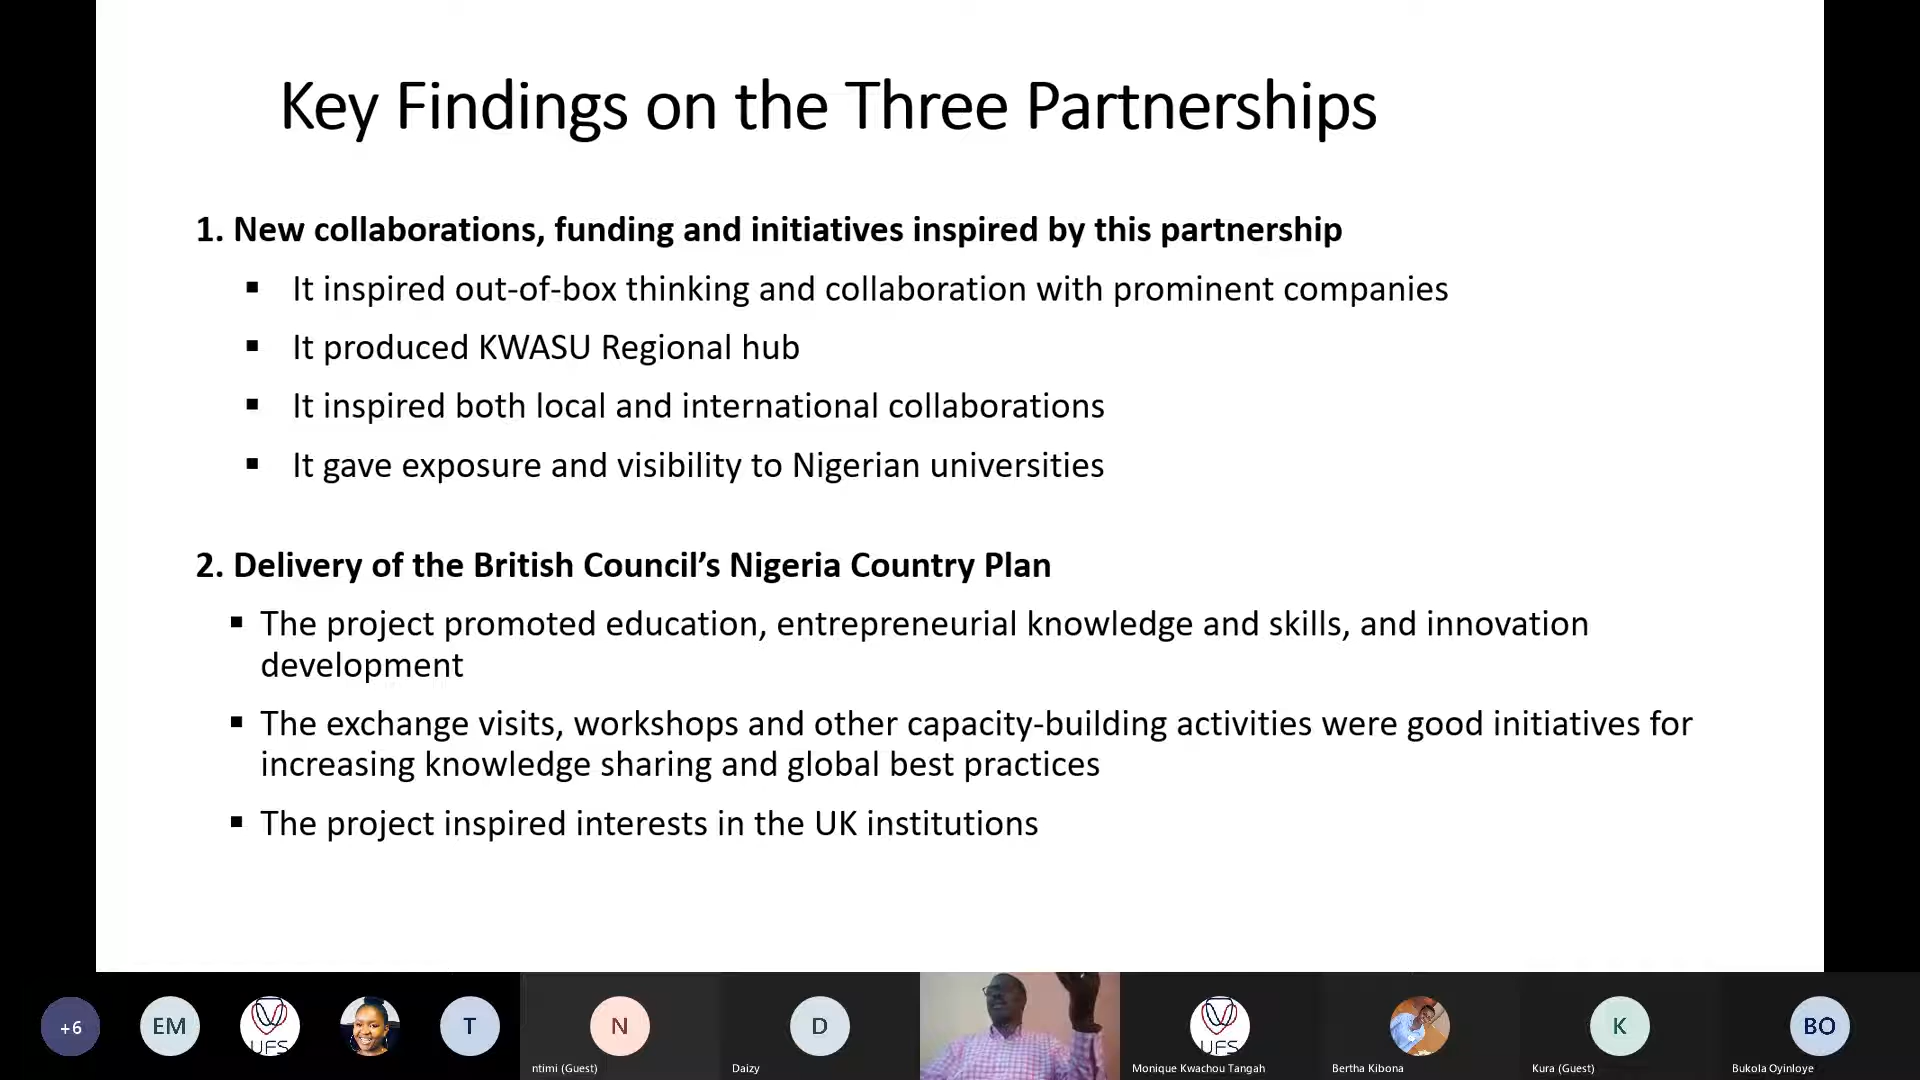 Key Findings on the Three Partnerships
1. New collaborations, funding and initiatives inspired by this partnership
▪ It inspired out-of-box thinking and collaboration with prominent companies
▪ It produced KWASU Regional hub
▪ It inspired both local and international collaborations
▪ It gave exposure and visibility to Nigerian universities
2. Delivery of the British Council’s Nigeria Country Plan
▪ The project promoted education, entrepreneurial knowledge and skills, and innovation
development
▪ The exchange visits, workshops and other capacity-building activities were good initiatives for
increasing knowledge sharing and global best practices
▪ The project inspired interests in the UK institutions
+6
EM
UFS
T
N
ntimi (Guest)
D
Daizy
UFS
Monique Kwachou Tangah
Bertha Kibona
K
Kura (Guest)
BO
Bukola Oyinloye